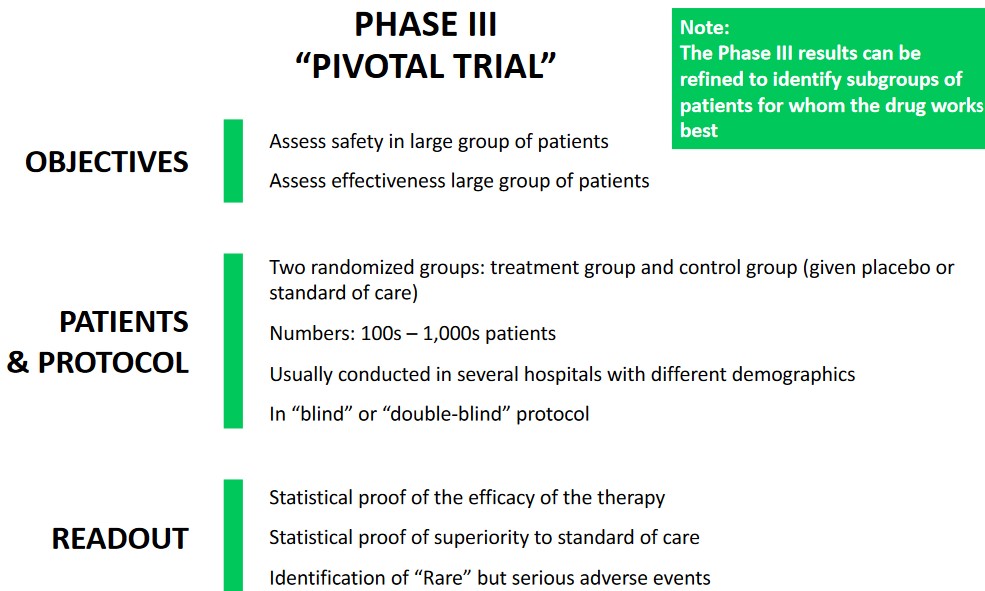 PHASE III
“PIVOTAL TRIAL”
Note:
The Phase III results can be
refined to identify subgroups of
patients for whom the drug works
best
OBJECTIVES
Assess safety in large group of patients
Assess effectiveness large group of patients
PATIENTS
& PROTOCOL
Two randomized groups: treatment group and control group (given placebo or
standard of care)
Numbers: 100s – 1,000s patients
Usually conducted in several hospitals with different demographics
In “blind” or “double-blind” protocol
READOUT
Statistical proof of the efficacy of the therapy
Statistical proof of superiority to standard of care
Identification of “Rare” but serious adverse events